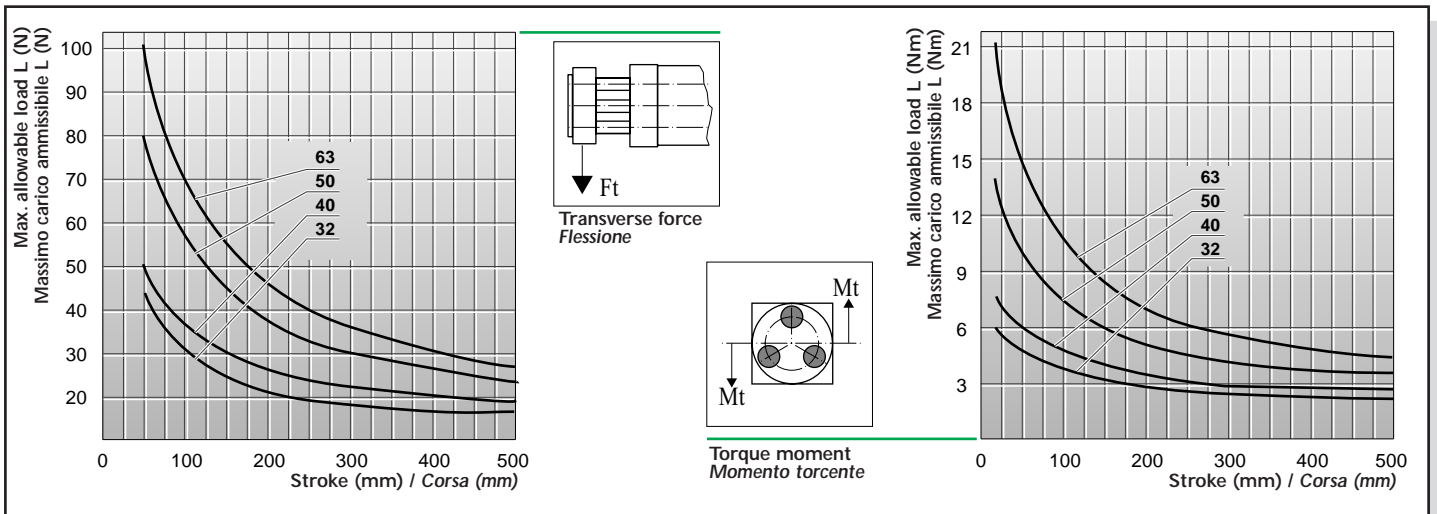 Max. allowable load L (N)
Massimo carico ammissibile L (N)
100
90
80
70
60
50
40
30
20
63
50
40
32
0
100
200
300
400
500
Stroke (mm) / Corsa (mm)
Ft
Transverse force
Flessione
Mt
Mt
Torque moment
Momento torcente
Max. allowable load L (Nm)
Massimo carico ammissibile L (Nm)
21
18
15
12
9
6
3
63
50
40
32
0
100
200
300
400
500
Stroke (mm) / Corsa (mm)